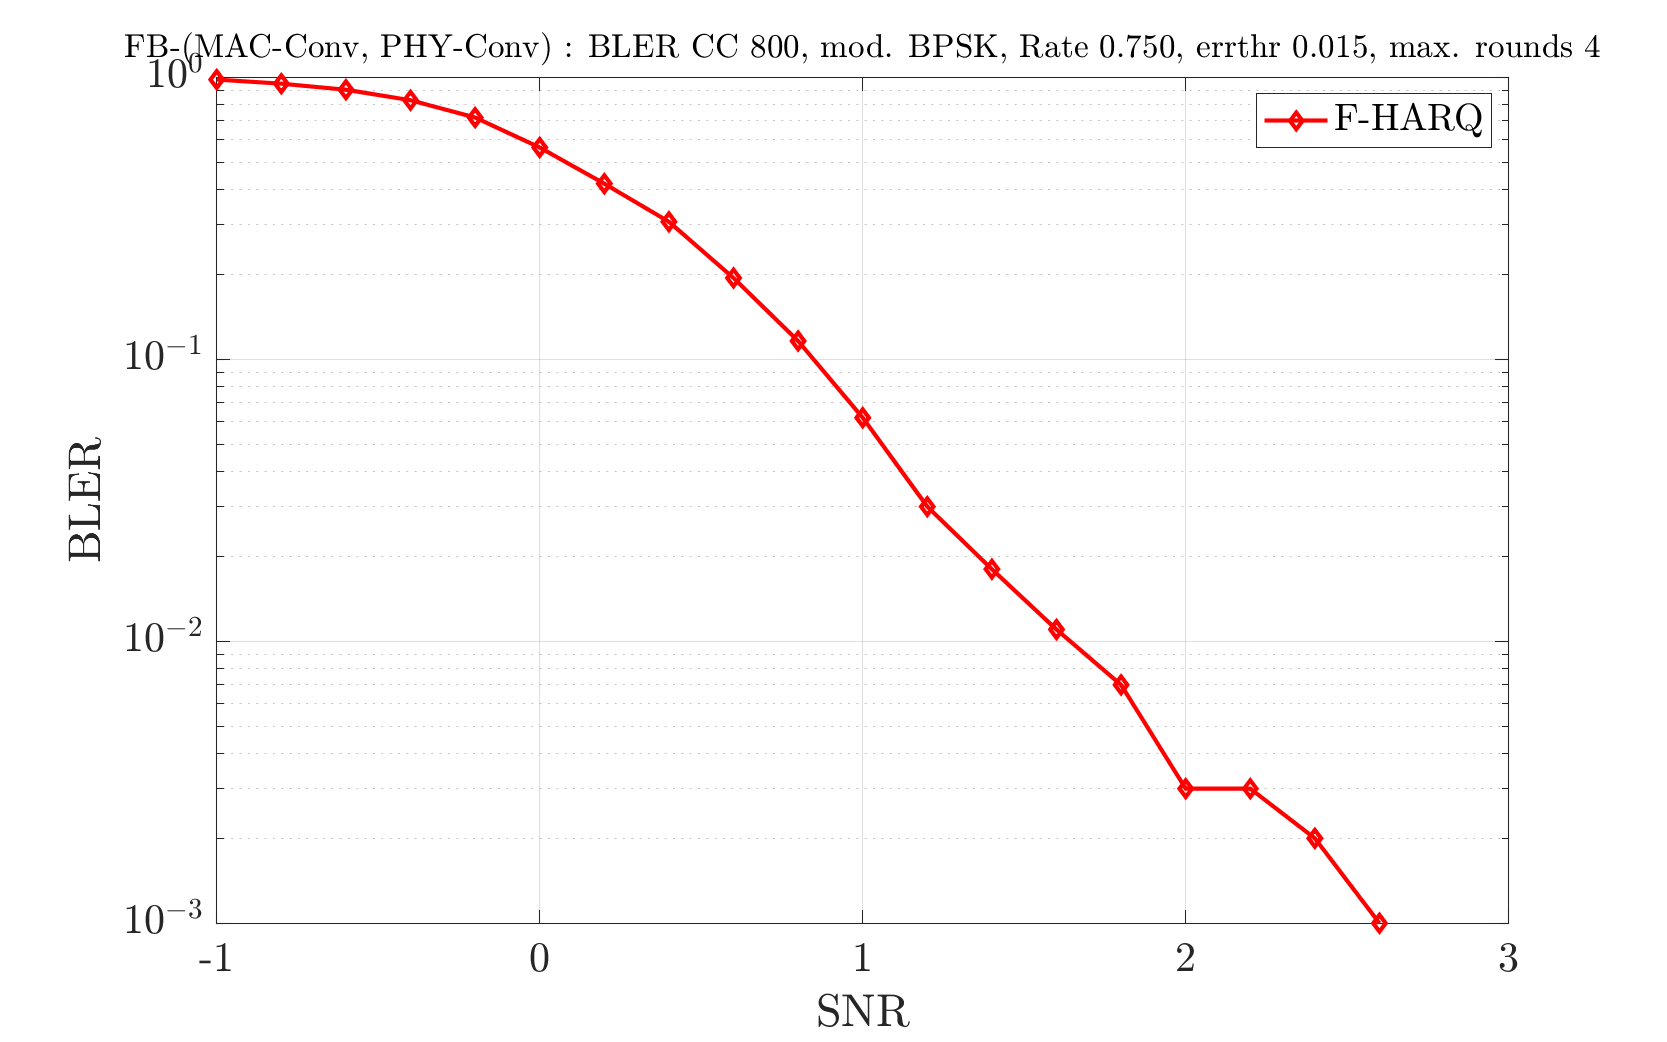 FB-(MAC-Conv, PHY-Conv) : BLER CC 800, mod. BPSK, Rate 0.750, errthr 0.015, max. rounds 4
10^0
F-HARQ
10^{-1}
BLER
10^{-2}
10^{-3}
-1 0 1 2 3
SNR